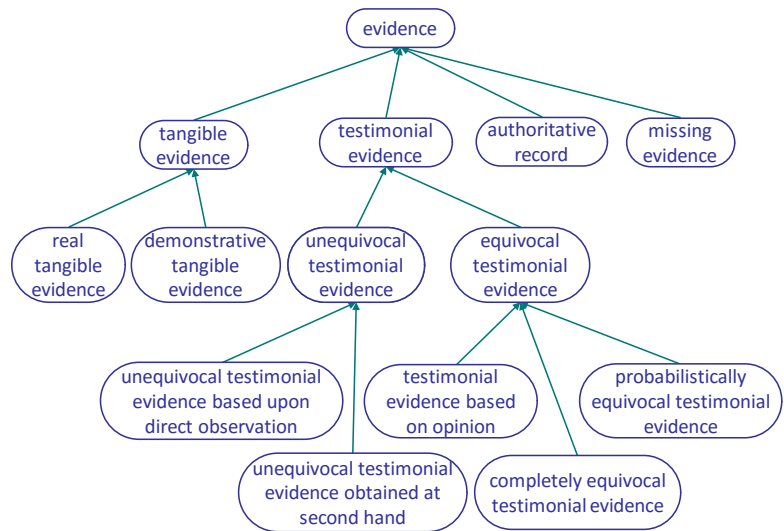 evidence
tangible
evidence
testimonial
evidence
authoritative
record
missing
evidence
real
tangible
evidence
demonstrative
tangible
evidence
unequivocal
testimonial
evidence
equivocal
testimonial
evidence
unequivocal testimonial
evidence based upon
direct observation
testimonial
evidence based
on opinion
probabilistically
equivocal testimonial
evidence
unequivocal testimonial
evidence obtained at
second hand
completely equivocal
testimonial evidence